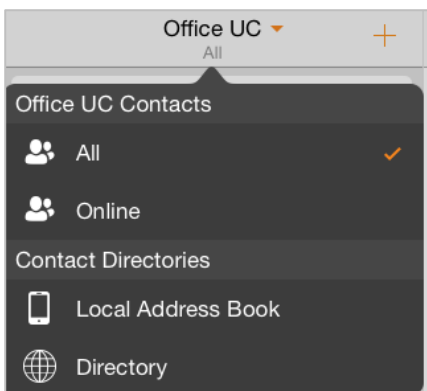 Office UC
All
Office UC Contacts
All
Online
Contact Directories
Local Address Book
Directory